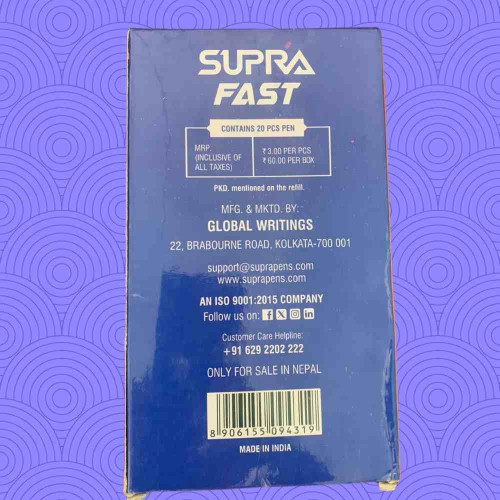 SUPRA
FAST
CONTAINS 20 PCS PEN
MRP.
(INCLUSIVE OF
ALL TAXES)
₹3.00 PER PCS
₹60.00 PER BOX
PKD. mentioned on the refill.
MFG. & MKTD. BY:
GLOBAL WRITINGS
22, BRABOURNE ROAD, KOLKATA-700 001
support@suprapens.com
www.suprapens.com
AN ISO 9001:2015 COMPANY
Follow us on:
Customer Care Helpline:
+91 629 2202 222
ONLY FOR SALE IN NEPAL
8 906155 094319
MADE IN INDIA